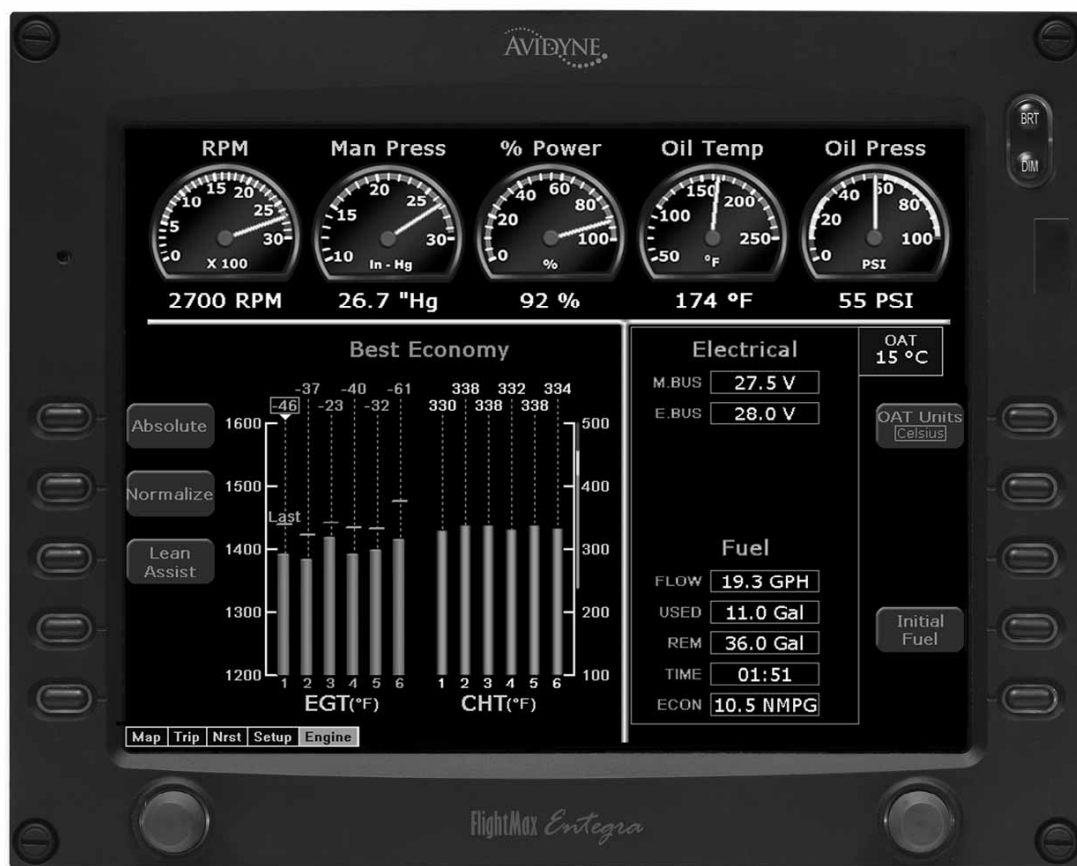 AVIDYNE
BRT
DIM
RPM
Man Press
% Power
Oil Temp
Oil Press
0 5 10 15 20 25 30
X 100
10 15 20 25 30
In - Hg
0 20 40 60 80 100
%
50 100 150 200 250
°F
0 20 40 60 80 100
PSI
2700 RPM
26.7 "Hg
92 %
174 °F
55 PSI
Best Economy
Absolute
Normalize
Lean
Assist
-37 -40 -61
-46 -23 -32
338 332 334
330 338 338
1600
1500
1400
1300
1200
Last
500
400
300
200
100
1 2 3 4 5 6
EGT(°F)
1 2 3 4 5 6
CHT(°F)
Electrical
M.BUS 27.5 V
E.BUS 28.0 V
OAT
15 °C
OAT Units
Celsius
Fuel
FLOW 19.3 GPH
USED 11.0 Gal
REM 36.0 Gal
TIME 01:51
ECON 10.5 NMPG
Initial
Fuel
Map Trip Nrst Setup Engine
FlightMax Entegra